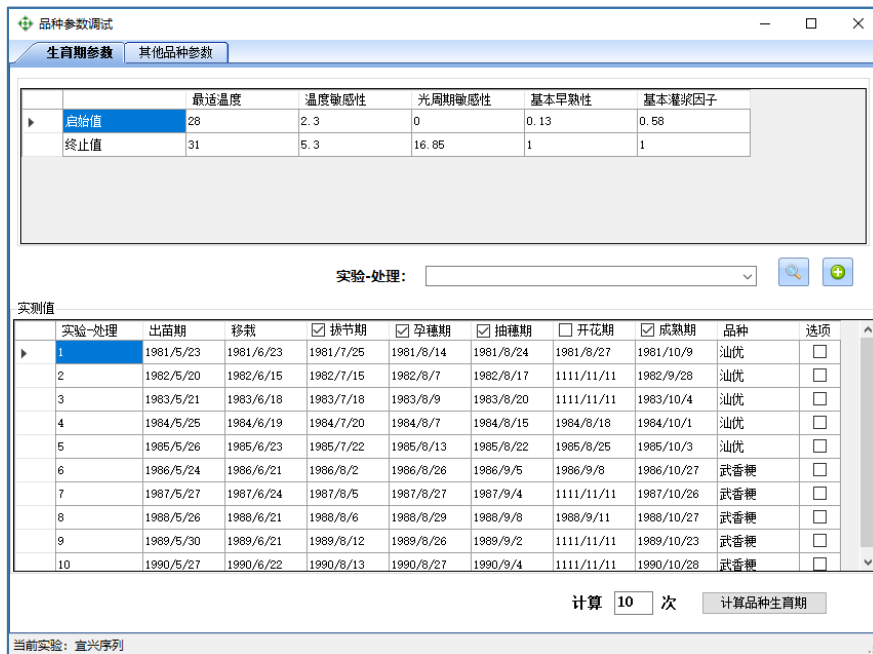 品种参数调试
生育期参数 其他品种参数
最适温度 温度敏感性 光周期敏感性 基本早熟性 基本灌浆因子
启始值 28 2.3 0 0.13 0.58
终止值 31 5.3 16.85 1 1
实验-处理：
实测值
实验-处理 出苗期 移栽 拔节期 孕穗期 抽穗期 开花期 成熟期 品种 选项
1 1981/5/23 1981/6/23 1981/7/25 1981/8/14 1981/8/24 1981/8/27 1981/10/9 汕优
2 1982/5/20 1982/6/15 1982/7/15 1982/8/7 1982/8/17 1111/11/11 1982/9/28 汕优
3 1983/5/21 1983/6/18 1983/7/18 1983/8/9 1983/8/20 1111/11/11 1983/10/4 汕优
4 1984/5/25 1984/6/19 1984/7/20 1984/8/7 1984/8/15 1984/8/18 1984/10/1 汕优
5 1985/5/26 1985/6/23 1985/7/22 1985/8/13 1985/8/22 1985/8/25 1985/10/3 汕优
6 1986/5/24 1986/6/21 1986/8/2 1986/8/26 1986/9/5 1986/9/8 1986/10/27 武香粳
7 1987/5/27 1987/6/24 1987/8/5 1987/8/27 1987/9/4 1111/11/11 1987/10/26 武香粳
8 1988/5/26 1988/6/21 1988/8/6 1988/8/29 1988/9/8 1988/9/11 1988/10/27 武香粳
9 1989/5/30 1989/6/21 1989/8/12 1989/8/26 1989/9/2 1111/11/11 1989/10/23 武香粳
10 1990/5/27 1990/6/22 1990/8/13 1990/8/27 1990/9/4 1111/11/11 1990/10/28 武香粳
计算 10 次 计算品种生育期
当前实验：宜兴序列